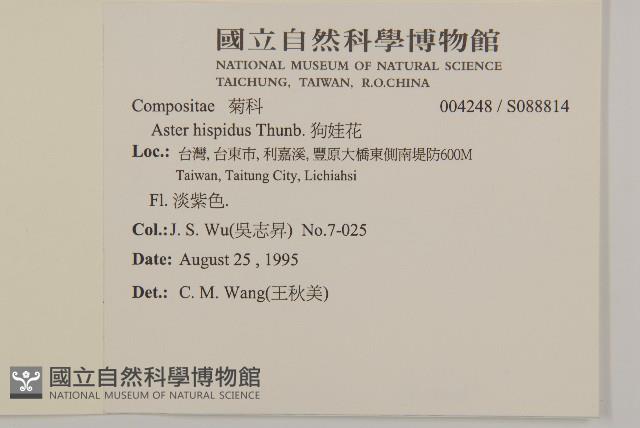 國立自然科學博物館
NATIONAL MUSEUM OF NATURAL SCIENCE
TAICHUNG, TAIWAN, R.O.CHINA
Compositae 菊科 004248 / S088814
Aster hispidus Thunb. 狗娃花
Loc.: 台灣, 台東市, 利嘉溪, 豐原大橋東側南堤防600M
Taiwan, Taitung City, Lichiahsi
Fl. 淡紫色.
Col.: J. S. Wu(吳志昇) No.7-025
Date: August 25 , 1995
Det.: C. M. Wang(王秋美)
國立自然科學博物館
NATIONAL MUSEUM OF NATURAL SCIENCE